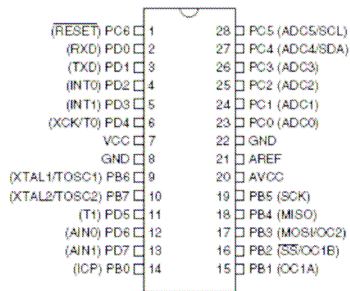 (RESET) PC6 1 28 PC5 (ADC5/SCL)
(RXD) PD0 2 27 PC4 (ADC4/SDA)
(TXD) PD1 3 26 PC3 (ADC3)
(INT0) PD2 4 25 PC2 (ADC2)
(INT1) PD3 5 24 PC1 (ADC1)
(XCK/T0) PD4 6 23 PC0 (ADC0)
VCC 7 22 GND
GND 8 21 AREF
(XTAL1/TOSC1) PB6 9 20 AVCC
(XTAL2/TOSC2) PB7 10 19 PB5 (SCK)
(T1) PD5 11 18 PB4 (MISO)
(AIN0) PD6 12 17 PB3 (MOSI/OC2)
(AIN1) PD7 13 16 PB2 (SS/OC1B)
(ICP) PB0 14 15 PB1 (OC1A)